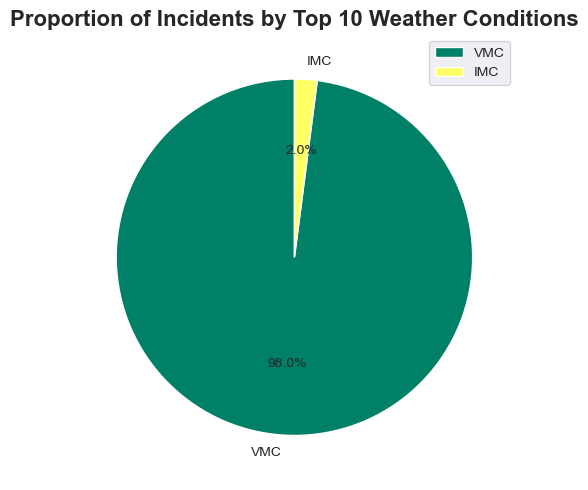 Proportion of Incidents by Top 10 Weather Conditions
VMC
IMC
IMC
2.0%
98.0%
VMC